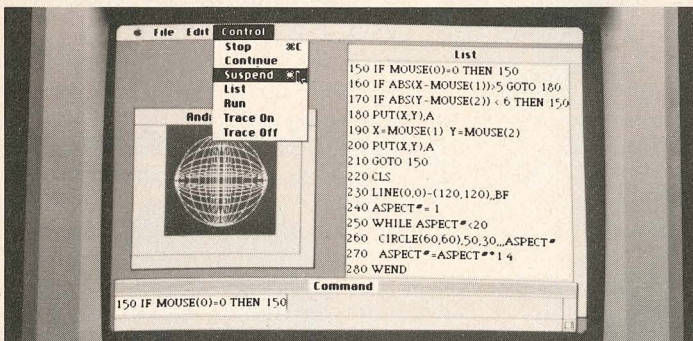 File Edit Control
Stop ⌘C
Continue
Suspend ⌘
List
Run
Trace On
Trace Off
Andr
List
150 IF MOUSE(0)=0 THEN 150
160 IF ABS(X-MOUSE(1))>5 GOTO 180
170 IF ABS(Y-MOUSE(2)) < 6 THEN 150
180 PUT(X,Y),A
190 X=MOUSE(1) Y=MOUSE(2)
200 PUT(X,Y),A
210 GOTO 150
220 CLS
230 LINE(0,0)-(120,120),,BF
240 ASPECT#= 1
250 WHILE ASPECT#<20
260 CIRCLE(60,60),50,30,,,ASPECT#
270 ASPECT#=ASPECT#*1 4
280 WEND
Command
150 IF MOUSE(0)=0 THEN 150